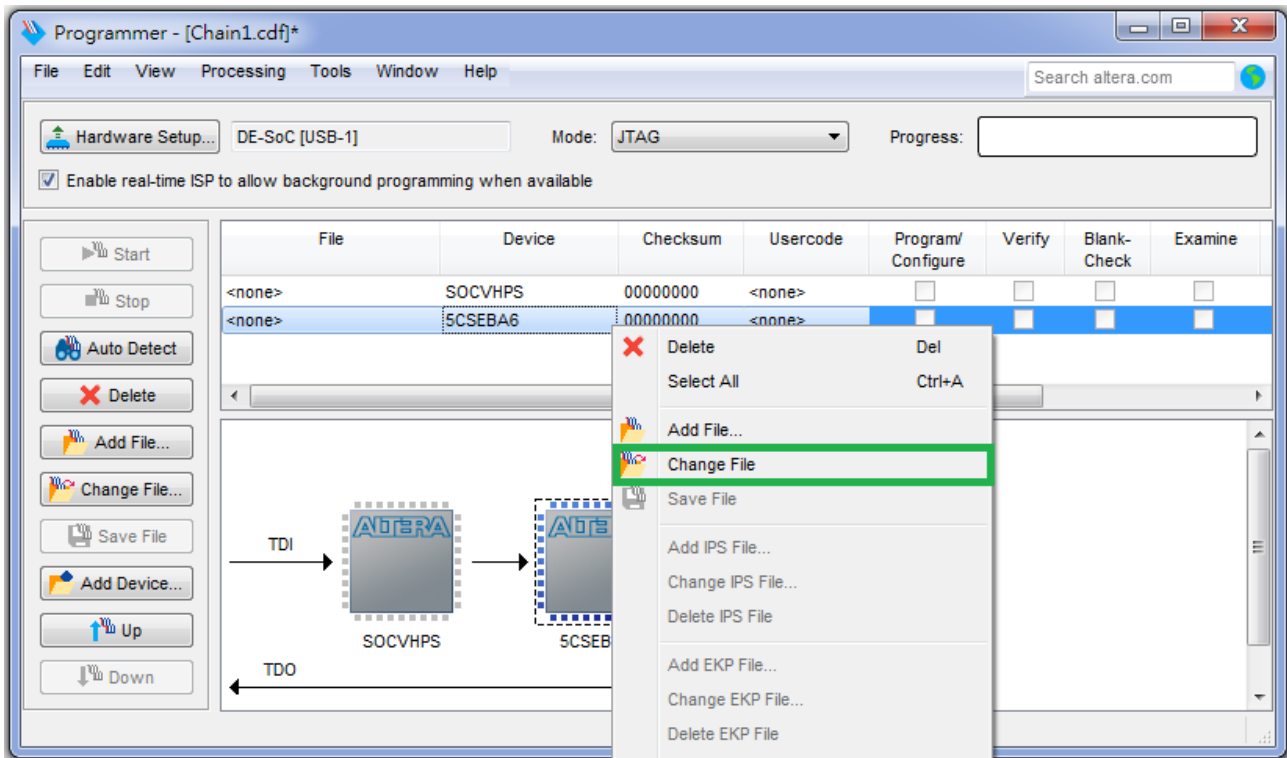 Programmer - [Chain1.cdf]*
File Edit View Processing Tools Window Help
Search altera.com
Hardware Setup... DE-SoC [USB-1] Mode: JTAG Progress:
Enable real-time ISP to allow background programming when available
Start
Stop
Auto Detect
Delete
Add File...
Change File...
Save File
Add Device...
Up
Down
File Device Checksum Usercode Program/ Configure Verify Blank- Check Examine
<none> SOCVHPS 00000000 <none>
<none> 5CSEBA6 00000000 <none>
Delete Del
Select All Ctrl+A
Add File...
Change File
Save File
Add IPS File...
Change IPS File...
Delete IPS File
Add EKP File...
Change EKP File...
Delete EKP File
TDI
ALTERA
SOCVHPS
ALTE
5CSEB
TDO